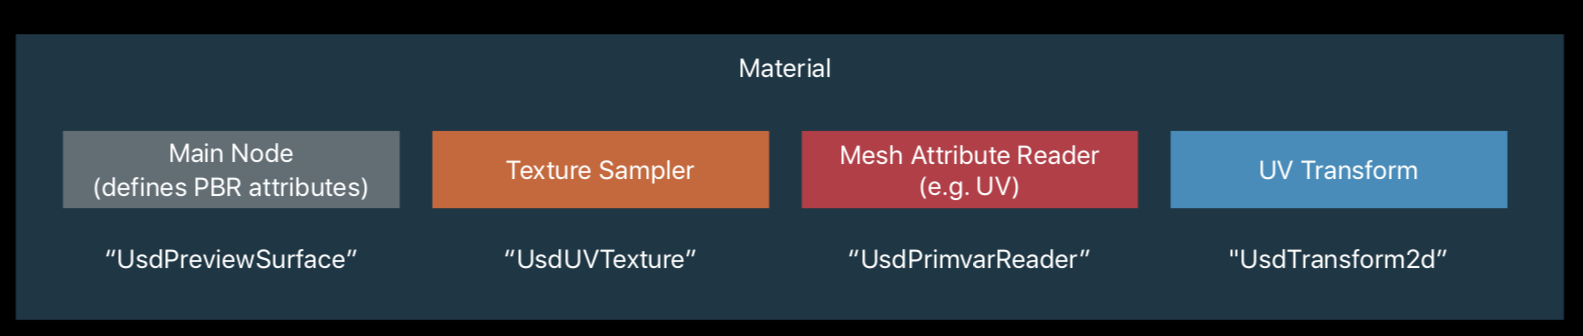 Material
Main Node
(defines PBR attributes)
Texture Sampler
Mesh Attribute Reader
(e.g. UV)
UV Transform
“UsdPreviewSurface”
“UsdUVTexture”
“UsdPrimvarReader”
"UsdTransform2d”